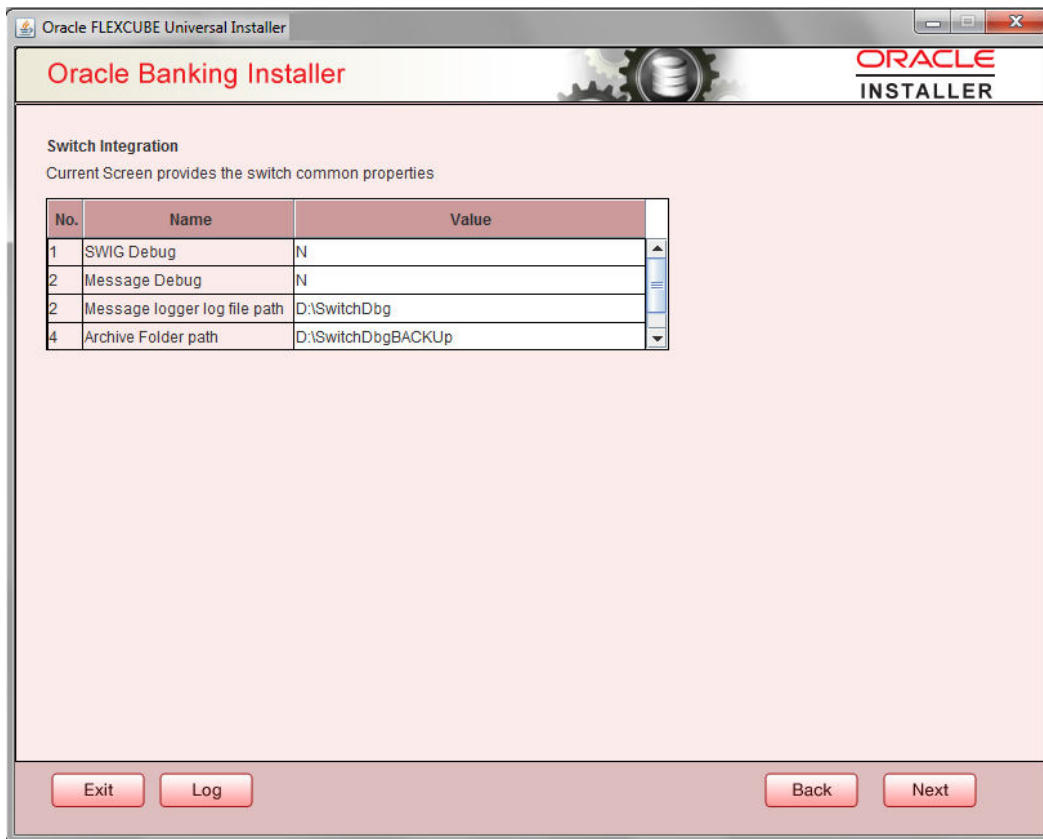 Oracle FLEXCUBE Universal Installer
Oracle Banking Installer
ORACLE
INSTALLER
Switch Integration
Current Screen provides the switch common properties
No. Name Value
1 SWIG Debug N
2 Message Debug N
2 Message logger log file path D:\SwitchDbg
4 Archive Folder path D:\SwitchDbgBACKUp
Exit Log Back Next